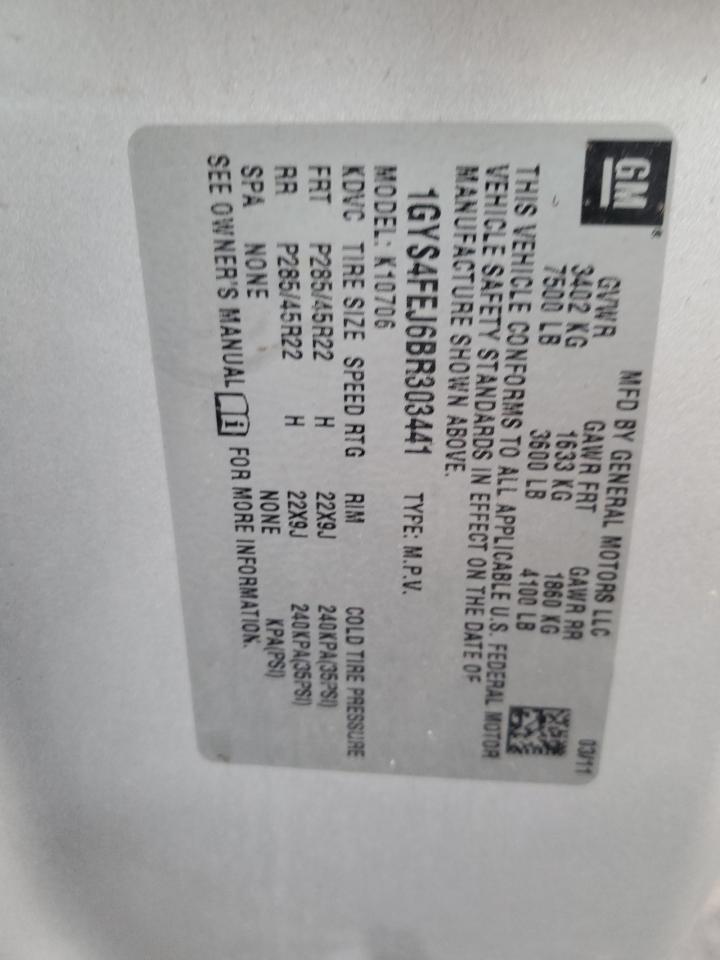 GM®
MFD BY GENERAL MOTORS LLC 03/11
GVWR GAWR FRT GAWR RR
3402 KG 1633 KG 1860 KG
7500 LB 3600 LB 4100 LB
THIS VEHICLE CONFORMS TO ALL APPLICABLE U.S. FEDERAL MOTOR
VEHICLE SAFETY STANDARDS IN EFFECT ON THE DATE OF
MANUFACTURE SHOWN ABOVE.
1GYS4FEJ6BR303441 TYPE: M.P.V.
MODEL: K10706
KDVC TIRE SIZE SPEED RTG RIM COLD TIRE PRESSURE
FRT P285/45R22 H 22X9J 240KPA(35PSI)
RR P285/45R22 H 22X9J 240KPA(35PSI)
SPA NONE NONE KPA(PSI)
SEE OWNER'S MANUAL FOR MORE INFORMATION.